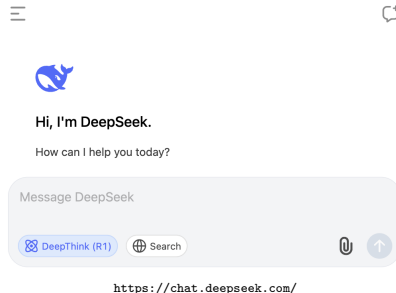 Hi, I'm DeepSeek.
How can I help you today?
Message DeepSeek
DeepThink (R1)
Search
https://chat.deepseek.com/